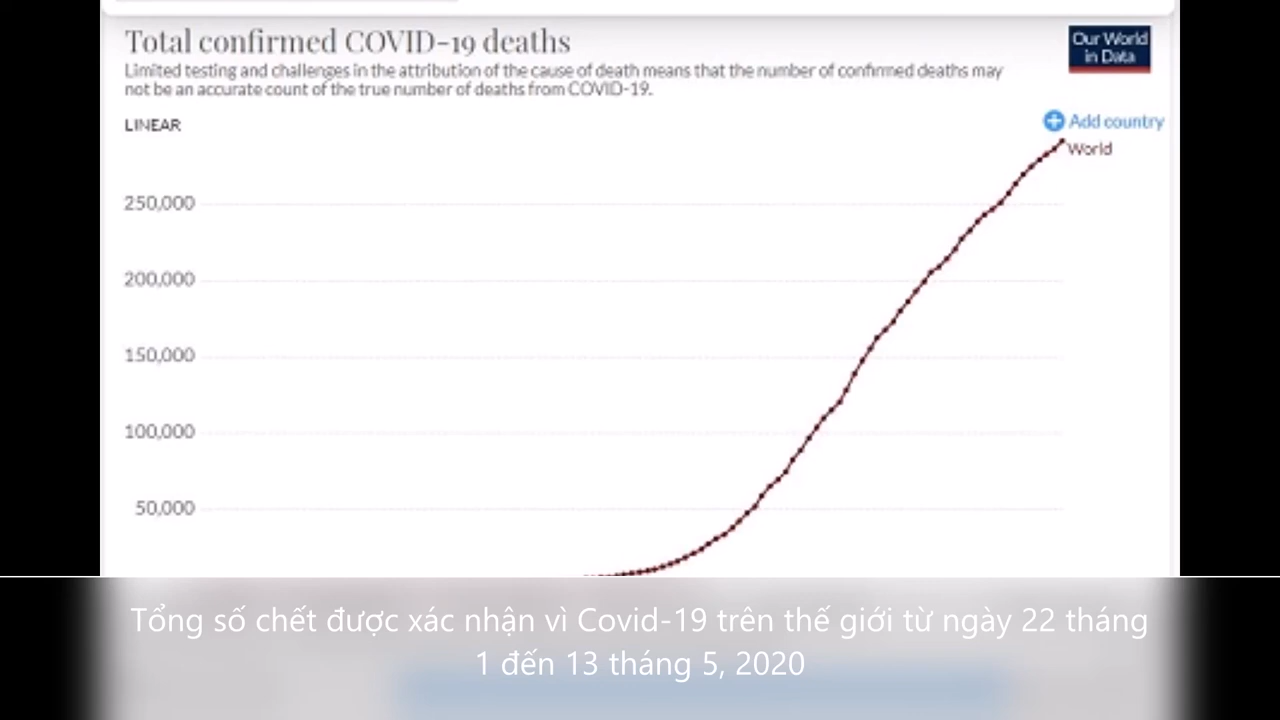 Total confirmed COVID-19 deaths
Our World
in Data
Limited testing and challenges in the attribution of the cause of death means that the number of confirmed deaths may
not be an accurate count of the true number of deaths from COVID-19.
LINEAR
Add country
World
250,000
200,000
150,000
100,000
50,000
Tổng số chết được xác nhận vì Covid-19 trên thế giới từ ngày 22 tháng
1 đến 13 tháng 5, 2020